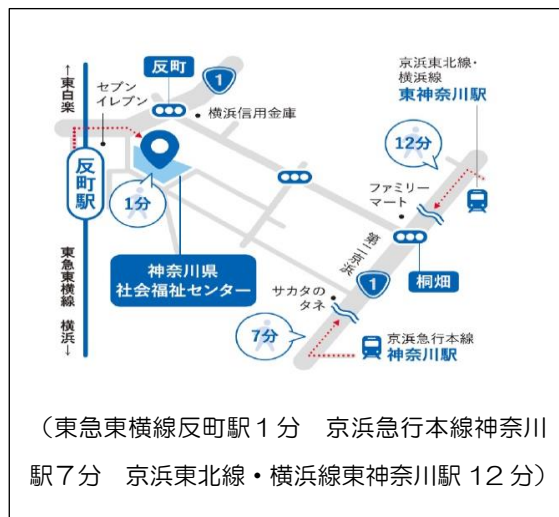 ↑東白楽
セブン
イレブン
反町
1
横浜信用金庫
京浜東北線・
横浜線
東神奈川駅
12分
反町駅
1分
ファミリー
マート
第二京浜
神奈川県
社会福祉センター
東急東横線 横浜↓
サカタの
タネ
1
桐畑
7分
京浜急行本線
神奈川駅
（東急東横線反町駅１分　京浜急行本線神奈川
駅７分　京浜東北線・横浜線東神奈川駅 12 分）